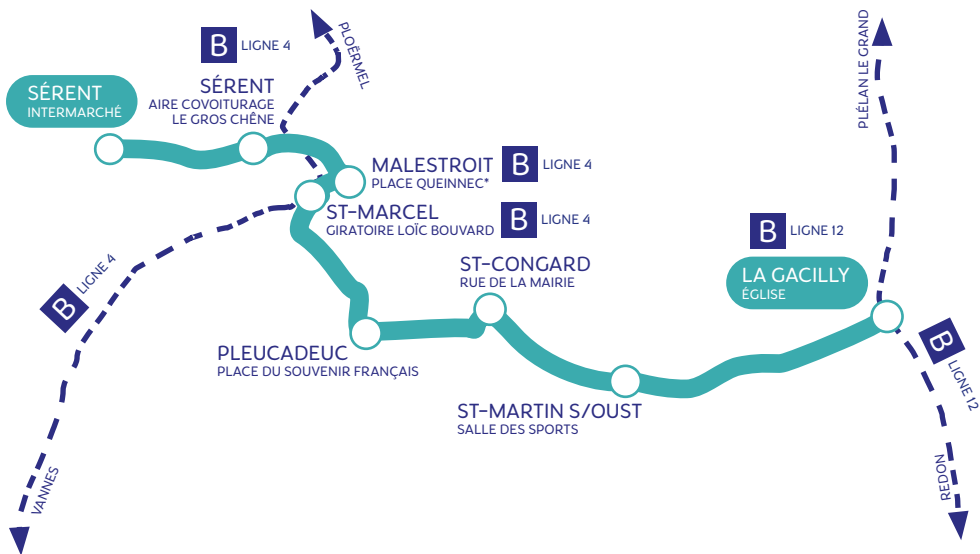 B LIGNE 4
PLOËRMEL
SÉRENT
INTERMARCHÉ
SÉRENT
AIRE COVOITURAGE
LE GROS CHÊNE
PLÉLAN LE GRAND
MALESTROIT
PLACE QUEINNEC*
B LIGNE 4
ST-MARCEL
GIRATOIRE LOÏC BOUVARD
B LIGNE 4
B LIGNE 12
LA GACILLY
ÉGLISE
ST-CONGARD
RUE DE LA MAIRIE
B LIGNE 4
PLEUCADEUC
PLACE DU SOUVENIR FRANÇAIS
B LIGNE 12
ST-MARTIN S/OUST
SALLE DES SPORTS
VANNES
REDON